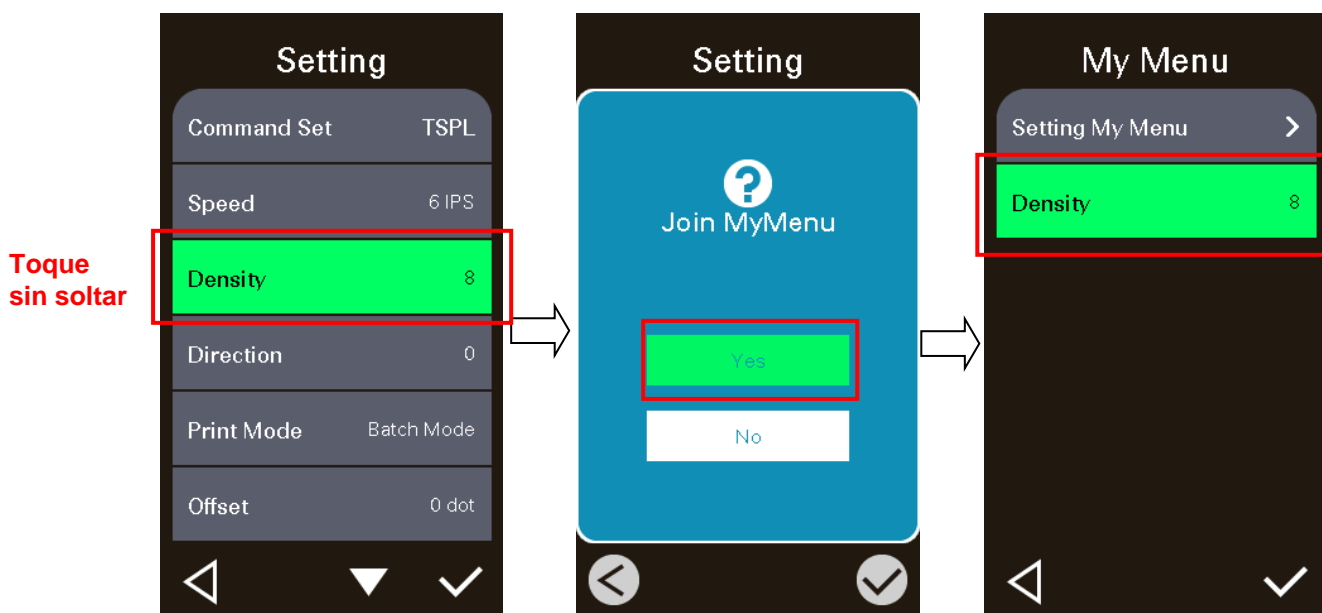 Toque
sin soltar
Setting
Command Set TSPL
Speed 6 IPS
Density 8
Direction 0
Print Mode Batch Mode
Offset 0 dot
Setting
?
Join MyMenu
Yes
No
My Menu
Setting My Menu >
Density 8